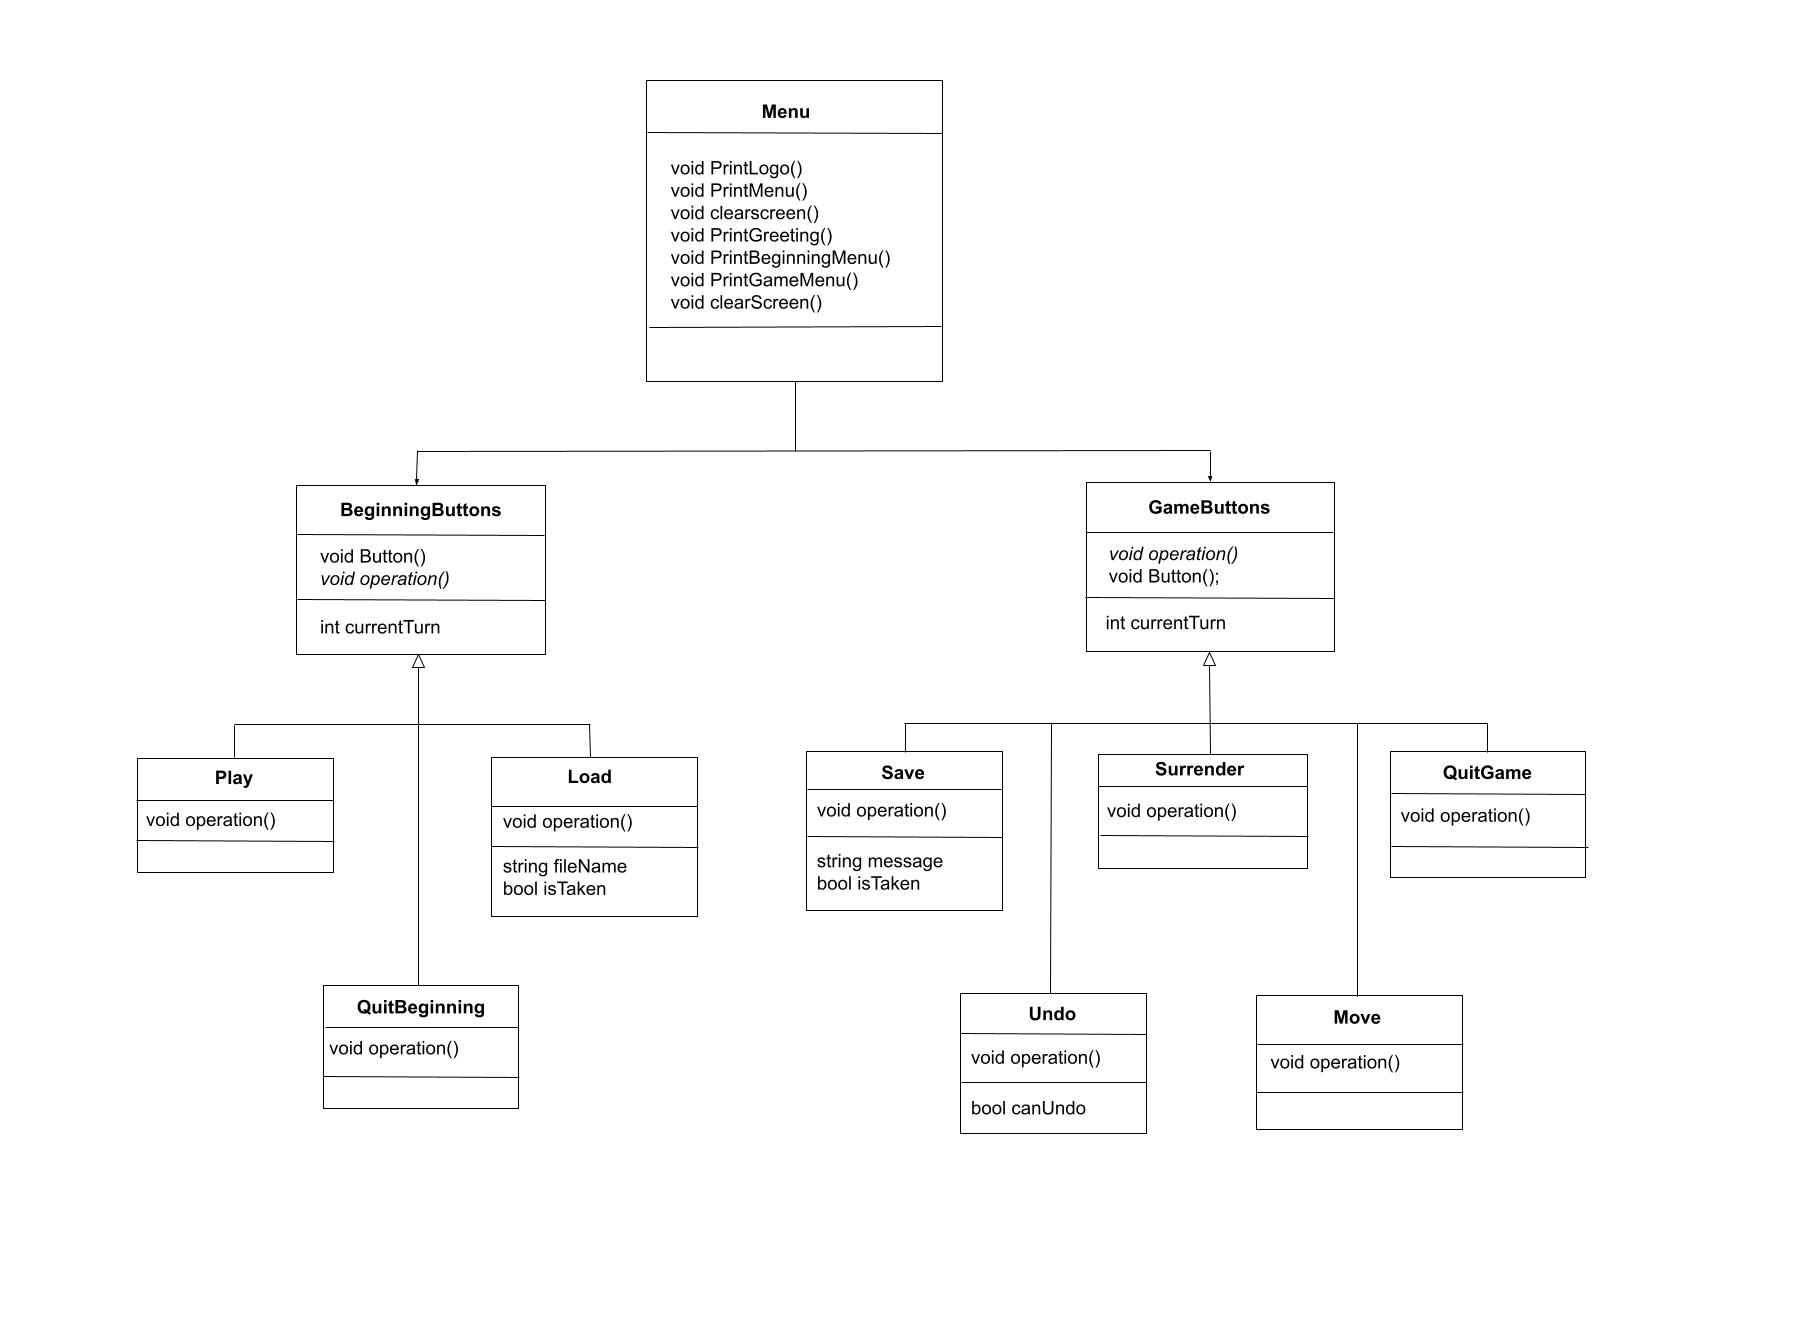 Menu
void PrintLogo()
void PrintMenu()
void clearscreen()
void PrintGreeting()
void PrintBeginningMenu()
void PrintGameMenu()
void clearScreen()
BeginningButtons
void Button()
void operation()
int currentTurn
GameButtons
void operation()
void Button();
int currentTurn
Play
void operation()
Load
void operation()
string fileName
bool isTaken
Save
void operation()
string message
bool isTaken
Surrender
void operation()
QuitGame
void operation()
QuitBeginning
void operation()
Undo
void operation()
bool canUndo
Move
void operation()